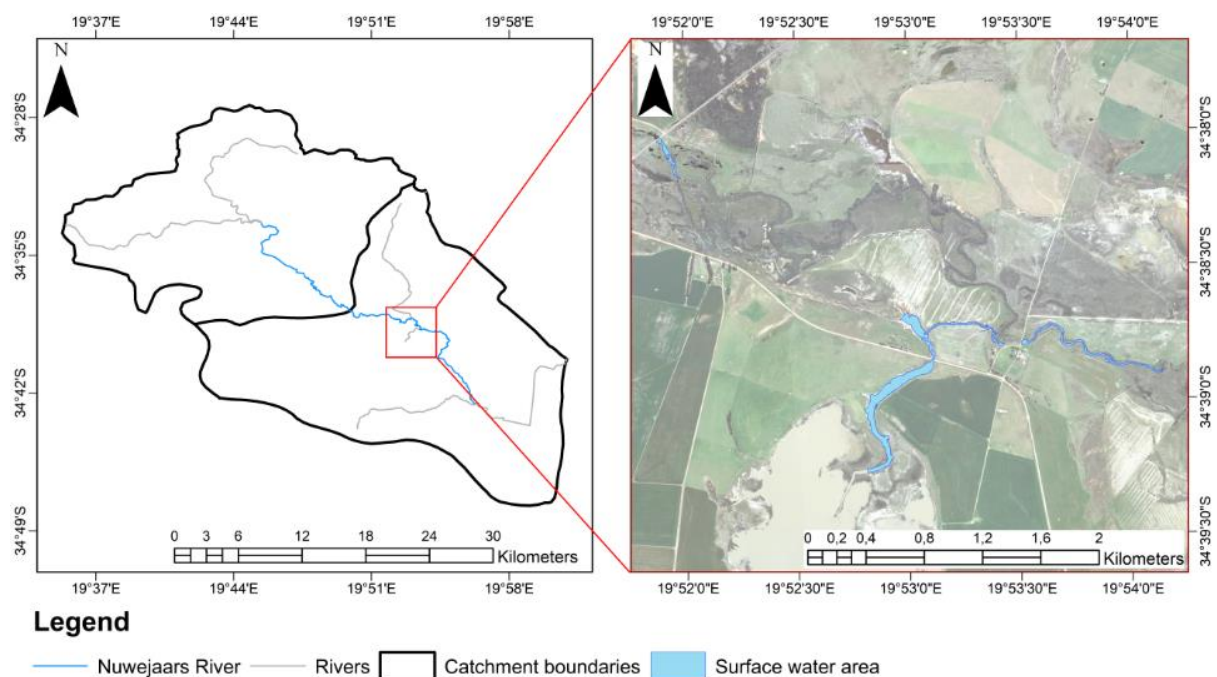 19°37'E 19°44'E 19°51'E 19°58'E
19°52'0"E 19°52'30"E 19°53'0"E 19°53'30"E 19°54'0"E
N
34°28'S
34°35'S
34°42'S
34°49'S
0 3 6 12 18 24 30
Kilometers
19°37'E 19°44'E 19°51'E 19°58'E
N
34°38'0"S
34°38'30"S
34°39'0"S
34°39'30"S
0 0,2 0,4 0,8 1,2 1,6 2
Kilometers
19°52'0"E 19°52'30"E 19°53'0"E 19°53'30"E 19°54'0"E
Legend
Nuwejaars River Rivers Catchment boundaries Surface water area